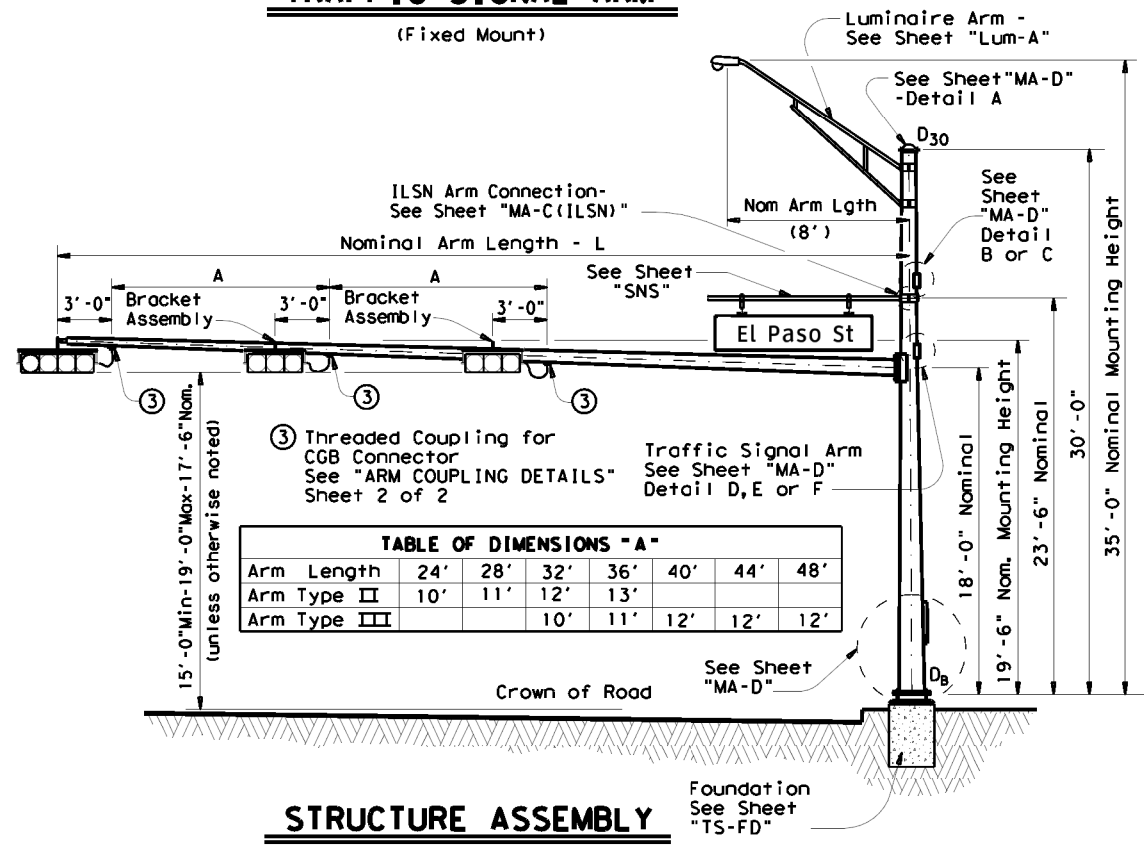 (Fixed Mount)
Luminaire Arm -
See Sheet "Lum-A"
See Sheet"MA-D"
-Detail A
D30
See
Sheet
"MA-D"
Detail
B or C
ILSN Arm Connection-
See Sheet "MA-C(ILSN)"
Nom Arm Lgth
(8')
Nominal Arm Length - L
A
A
See Sheet
"SNS"
3'-0"
Bracket
Assembly
3'-0"
Bracket
Assembly
3'-0"
El Paso St
3
3
3
3 Threaded Coupling for
CGB Connector
See "ARM COUPLING DETAILS"
Sheet 2 of 2
Traffic Signal Arm
See Sheet "MA-D"
Detail D,E or F
15'-0"Min-19'-0"Max-17'-6"Nom.
(unless otherwise noted)
18'-0" Nominal
19'-6" Nom. Mounting Height
23'-6" Nominal
30'-0"
35'-0" Nominal Mounting Height
TABLE OF DIMENSIONS "A"
Arm Length 24' 28' 32' 36' 40' 44' 48'
Arm Type II 10' 11' 12' 13'
Arm Type III 10' 11' 12' 12' 12'
See Sheet
"MA-D"
DB
Crown of Road
Foundation
See Sheet
"TS-FD"
STRUCTURE ASSEMBLY